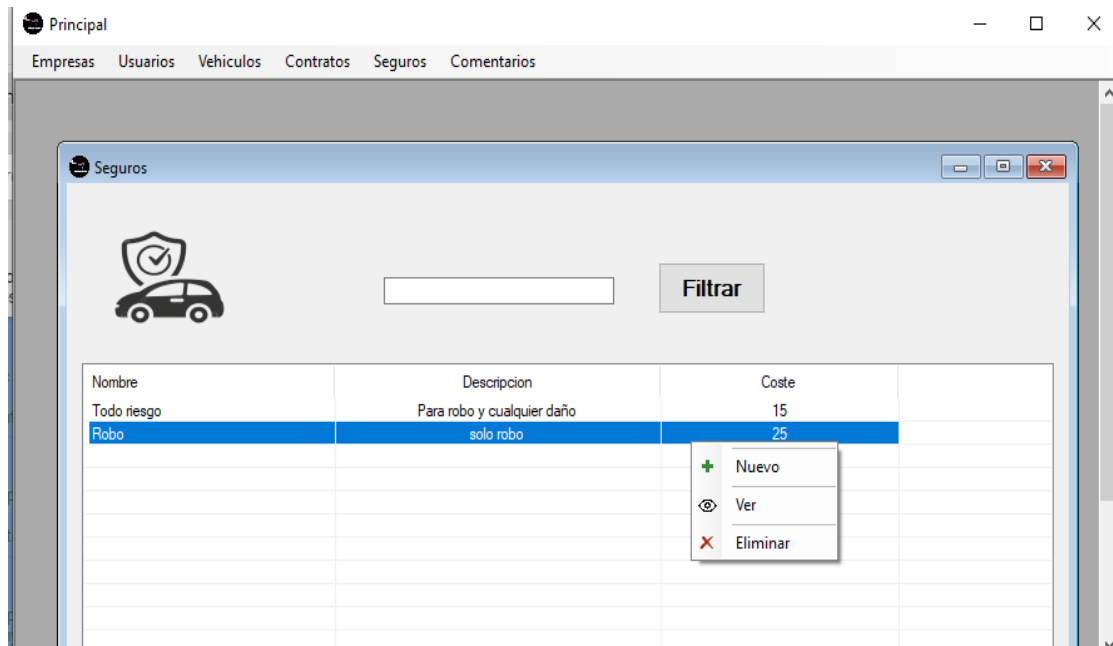 Principal
Empresas Usuarios Vehiculos Contratos Seguros Comentarios
Seguros
Filtrar
Nombre Descripcion Coste
Todo riesgo Para robo y cualquier daño 15
Robo solo robo 25
Nuevo
Ver
Eliminar